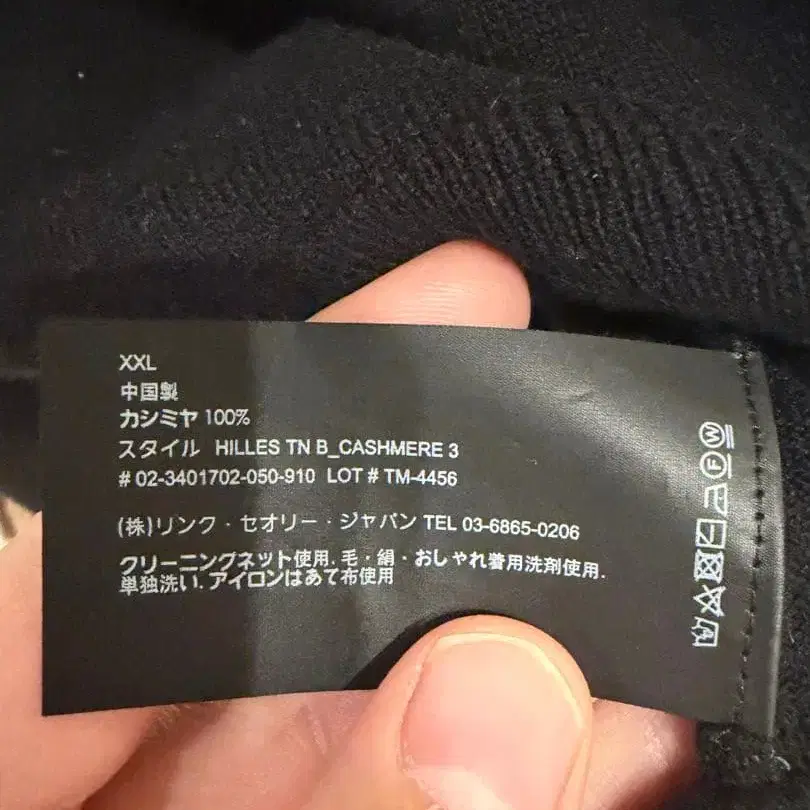 XXL
中国製
カシミヤ 100%
スタイル HILLES TN B_CASHMERE 3
# 02-3401702-050-910 LOT # TM-4456
(株)リンク・セオリー・ジャパン TEL 03-6865-0206
クリーニングネット使用. 毛・絹・おしゃれ着用洗剤使用.
単独洗い. アイロンはあて布使用
W
F